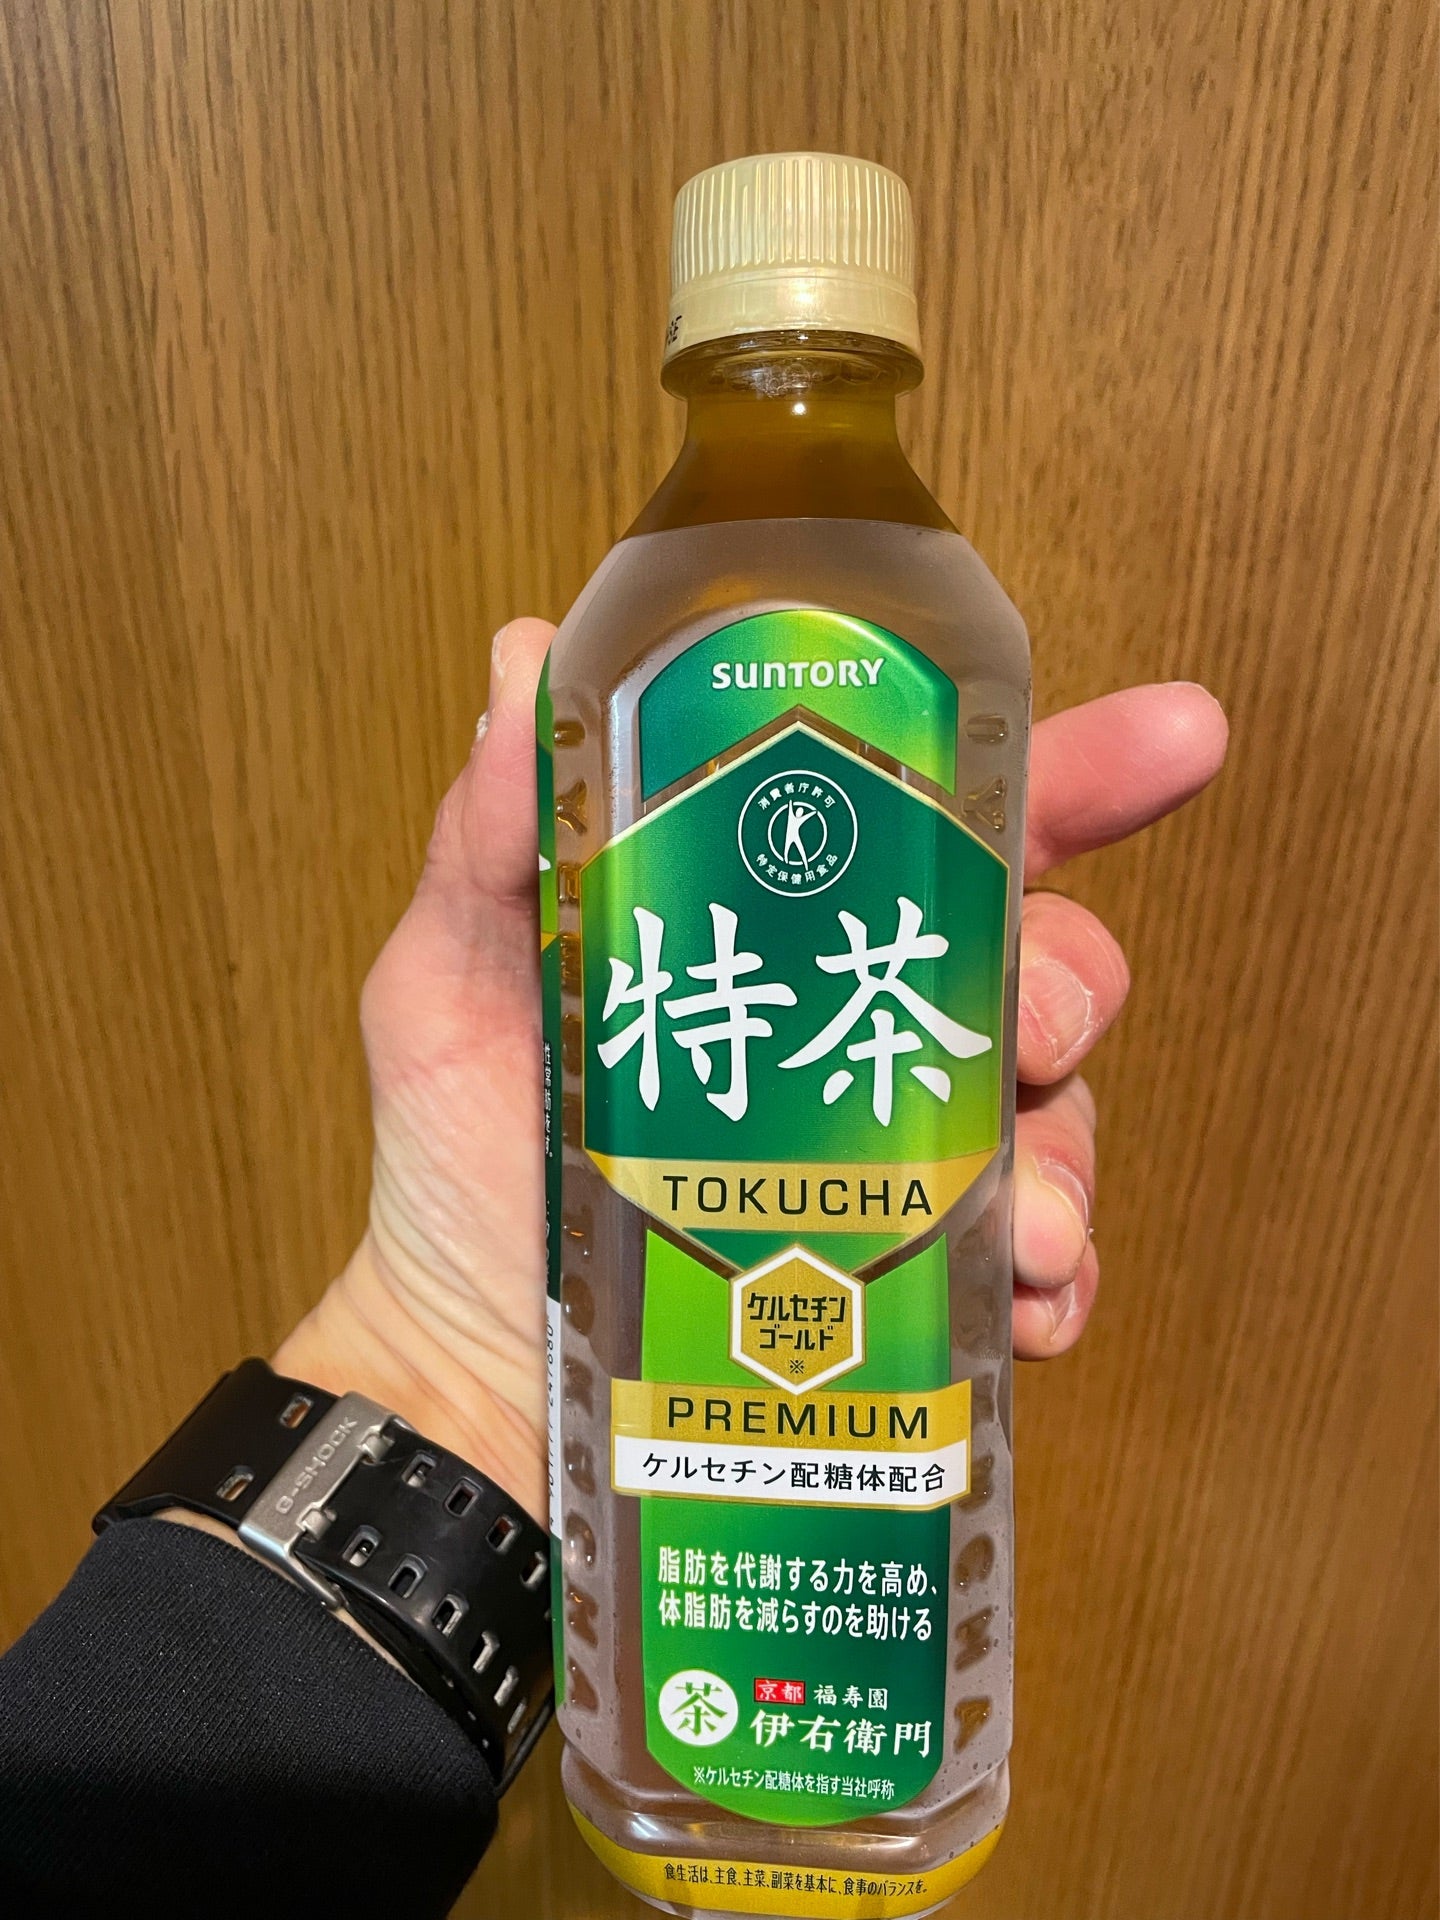 SUNTORY
消費者庁許可
特定保健用食品
特茶
TOKUCHA
ケルセチン
ゴールド
※
PREMIUM
ケルセチン配糖体配合
脂肪を代謝する力を高め、
体脂肪を減らすのを助ける
茶
京都 福寿園
伊右衛門
※ケルセチン配糖体を指す当社呼称
食生活は、主食、主菜、副菜を基本に、食事のバランスを。
G-SHOCK